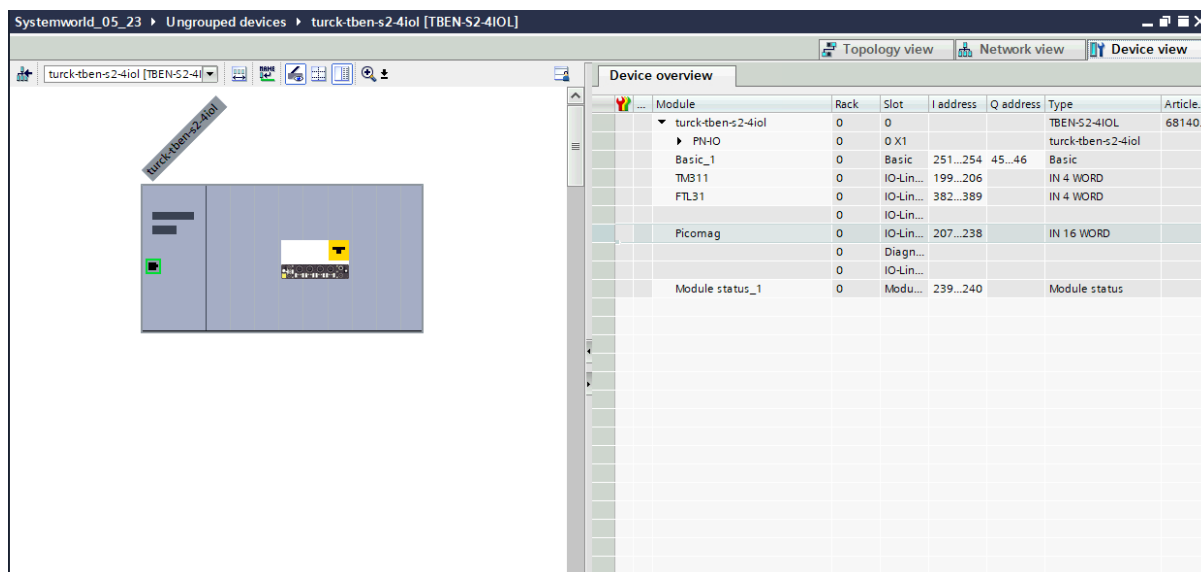 Systemworld_05_23 ▸ Ungrouped devices ▸ turck-tben-s2-4iol [TBEN-S2-4IOL]
Topology view Network view Device view
turck-tben-s2-4iol [TBEN-S2-4I
Device overview
turck-tben-s2-4iol
... Module Rack Slot I address Q address Type Article.
turck-tben-s2-4iol 0 0 TBEN-S2-4IOL 68140.
PN-IO 0 0 X1 turck-tben-s2-4iol
Basic_1 0 Basic 251...254 45...46 Basic
TM311 0 IO-Lin... 199...206 IN 4 WORD
FTL31 0 IO-Lin... 382...389 IN 4 WORD
0 IO-Lin...
Picomag 0 IO-Lin... 207...238 IN 16 WORD
0 Diagn...
0 IO-Lin...
Module status_1 0 Modu... 239...240 Module status